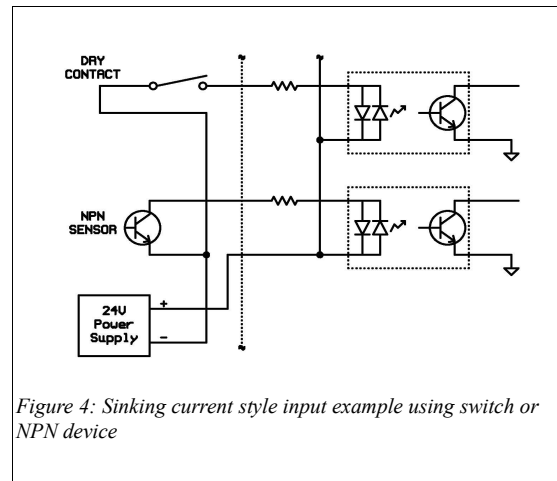 DRY
CONTACT
NPN
SENSOR
24V
Power
Supply
+
-
Figure 4: Sinking current style input example using switch or
NPN device